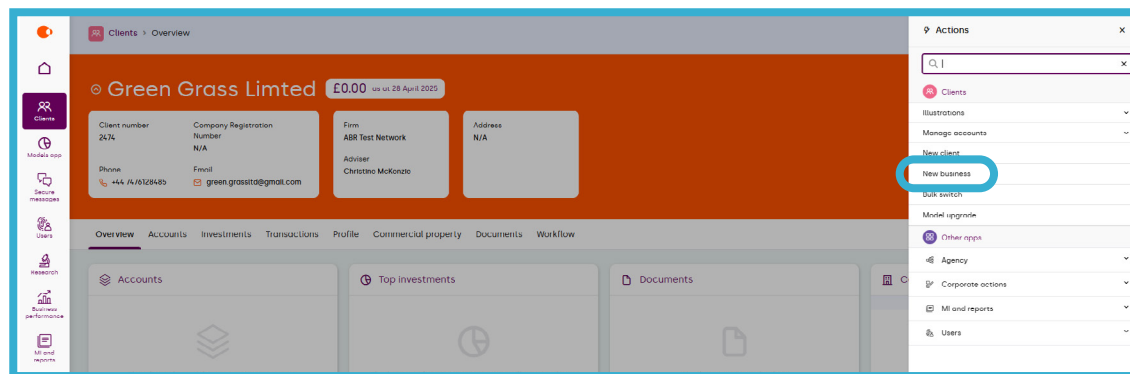 Clients > Overview
Green Grass Limted £0.00 as at 28 April 2025
Client number
2474
Company Registration
Number
N/A
Phone
+44 7476128485
Email
green.grassltd@gmail.com
Firm
ABR Test Network
Adviser
Christine McKenzie
Address
N/A
Overview Accounts Investments Transactions Profile Commercial property Documents Workflow
Accounts
Top investments
Documents
C
Clients
Models app
Secure
messages
Users
Research
Business
performance
MI and
reports
Actions
Clients
Illustrations
Manage accounts
New client
New business
Bulk switch
Model upgrade
Other apps
Agency
Corporate actions
MI and reports
Users